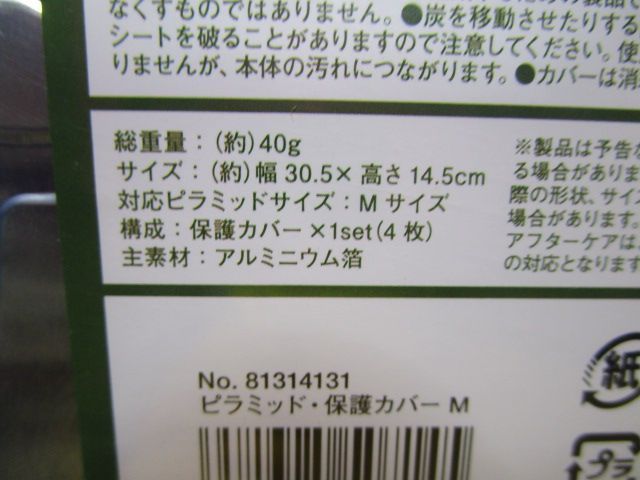 なくすものではありません。●炭を移動させたりする
シートを破ることがありますので注意してください。使
りませんが、本体の汚れにつながります。●カバーは消
総重量：(約)40g
サイズ：(約)幅 30.5× 高さ 14.5cm
対応ピラミッドサイズ：M サイズ
構成：保護カバー ×1set(4 枚)
主素材：アルミニウム箔
※製品は予告な
る場合がありま
際の形状、サイズ
場合があります。
アフターケアは
の対応となります
No. 81314131
ピラミッド・保護カバー M
紙
プラ